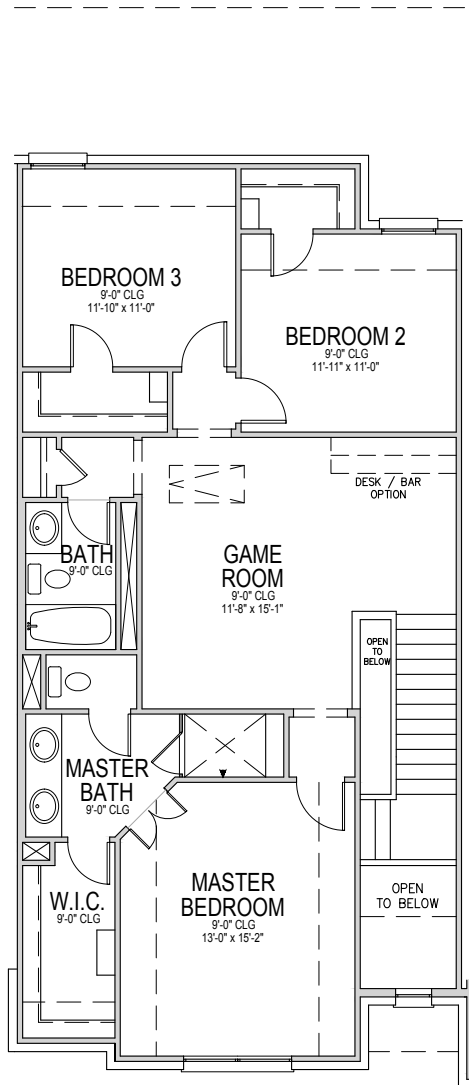 BEDROOM 3
9'-0" CLG
11'-10" x 11'-0"
BEDROOM 2
9'-0" CLG
11'-11" x 11'-0"
DESK / BAR
OPTION
BATH
9'-0" CLG
GAME
ROOM
9'-0" CLG
11'-8" x 15'-1"
OPEN
TO
BELOW
MASTER
BATH
9'-0" CLG
W.I.C.
9'-0" CLG
MASTER
BEDROOM
9'-0" CLG
13'-0" x 15'-2"
OPEN
TO BELOW